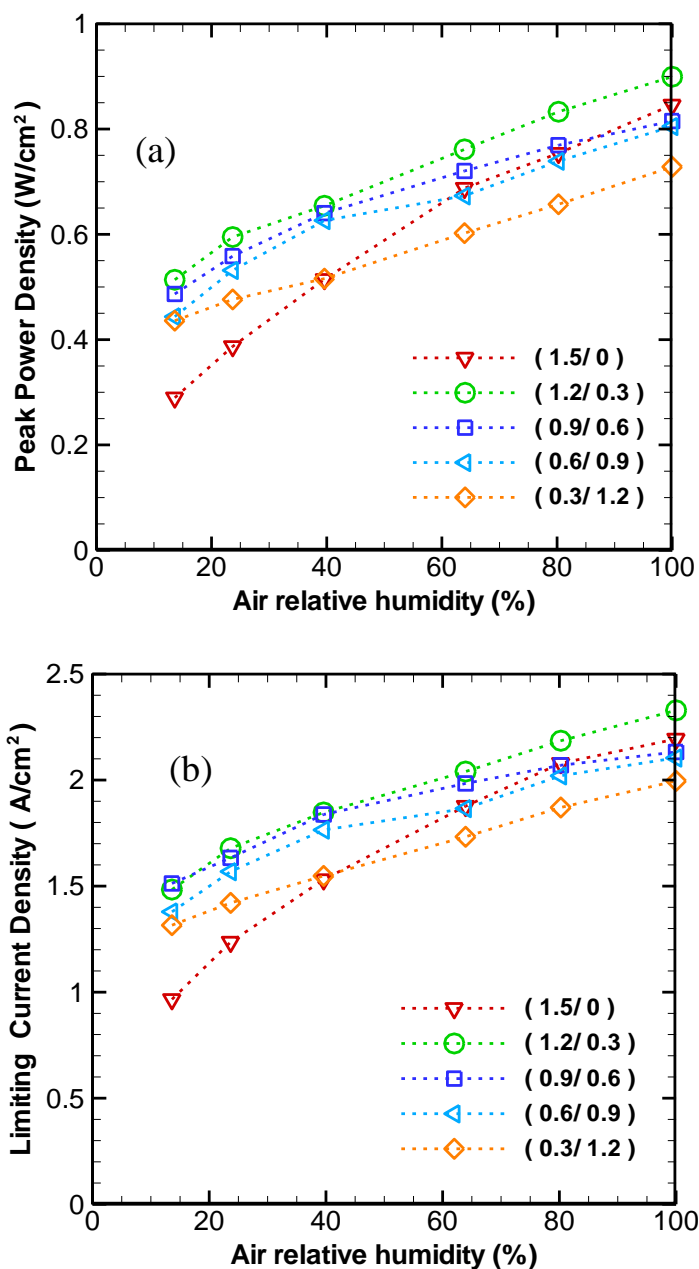 1
0.8
0.6
0.4
0.2
0
Peak Power Density (W/cm²)
(a)
( 1.5/ 0 )
( 1.2/ 0.3 )
( 0.9/ 0.6 )
( 0.6/ 0.9 )
( 0.3/ 1.2 )
0 20 40 60 80 100
Air relative humidity (%)
2.5
2
1.5
1
0.5
0
Limiting Current Density ( A/cm²)
(b)
( 1.5/ 0 )
( 1.2/ 0.3 )
( 0.9/ 0.6 )
( 0.6/ 0.9 )
( 0.3/ 1.2 )
0 20 40 60 80 100
Air relative humidity (%)